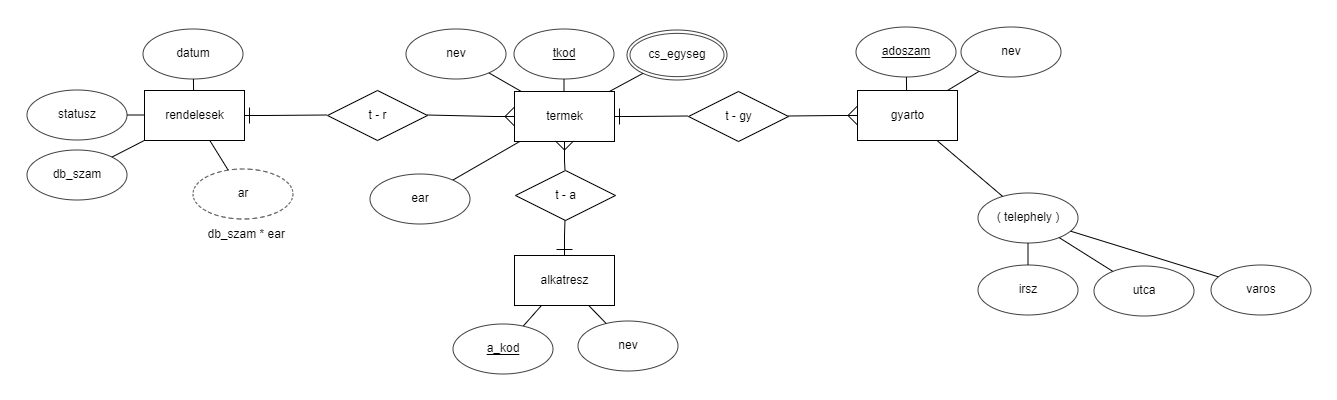 datum
nev
tkod
cs_egyseg
adoszam
nev
statusz
rendelesek
t - r
termek
t - gy
gyarto
db_szam
ar
db_szam * ear
ear
t - a
( telephely )
alkatresz
irsz
utca
varos
a_kod
nev